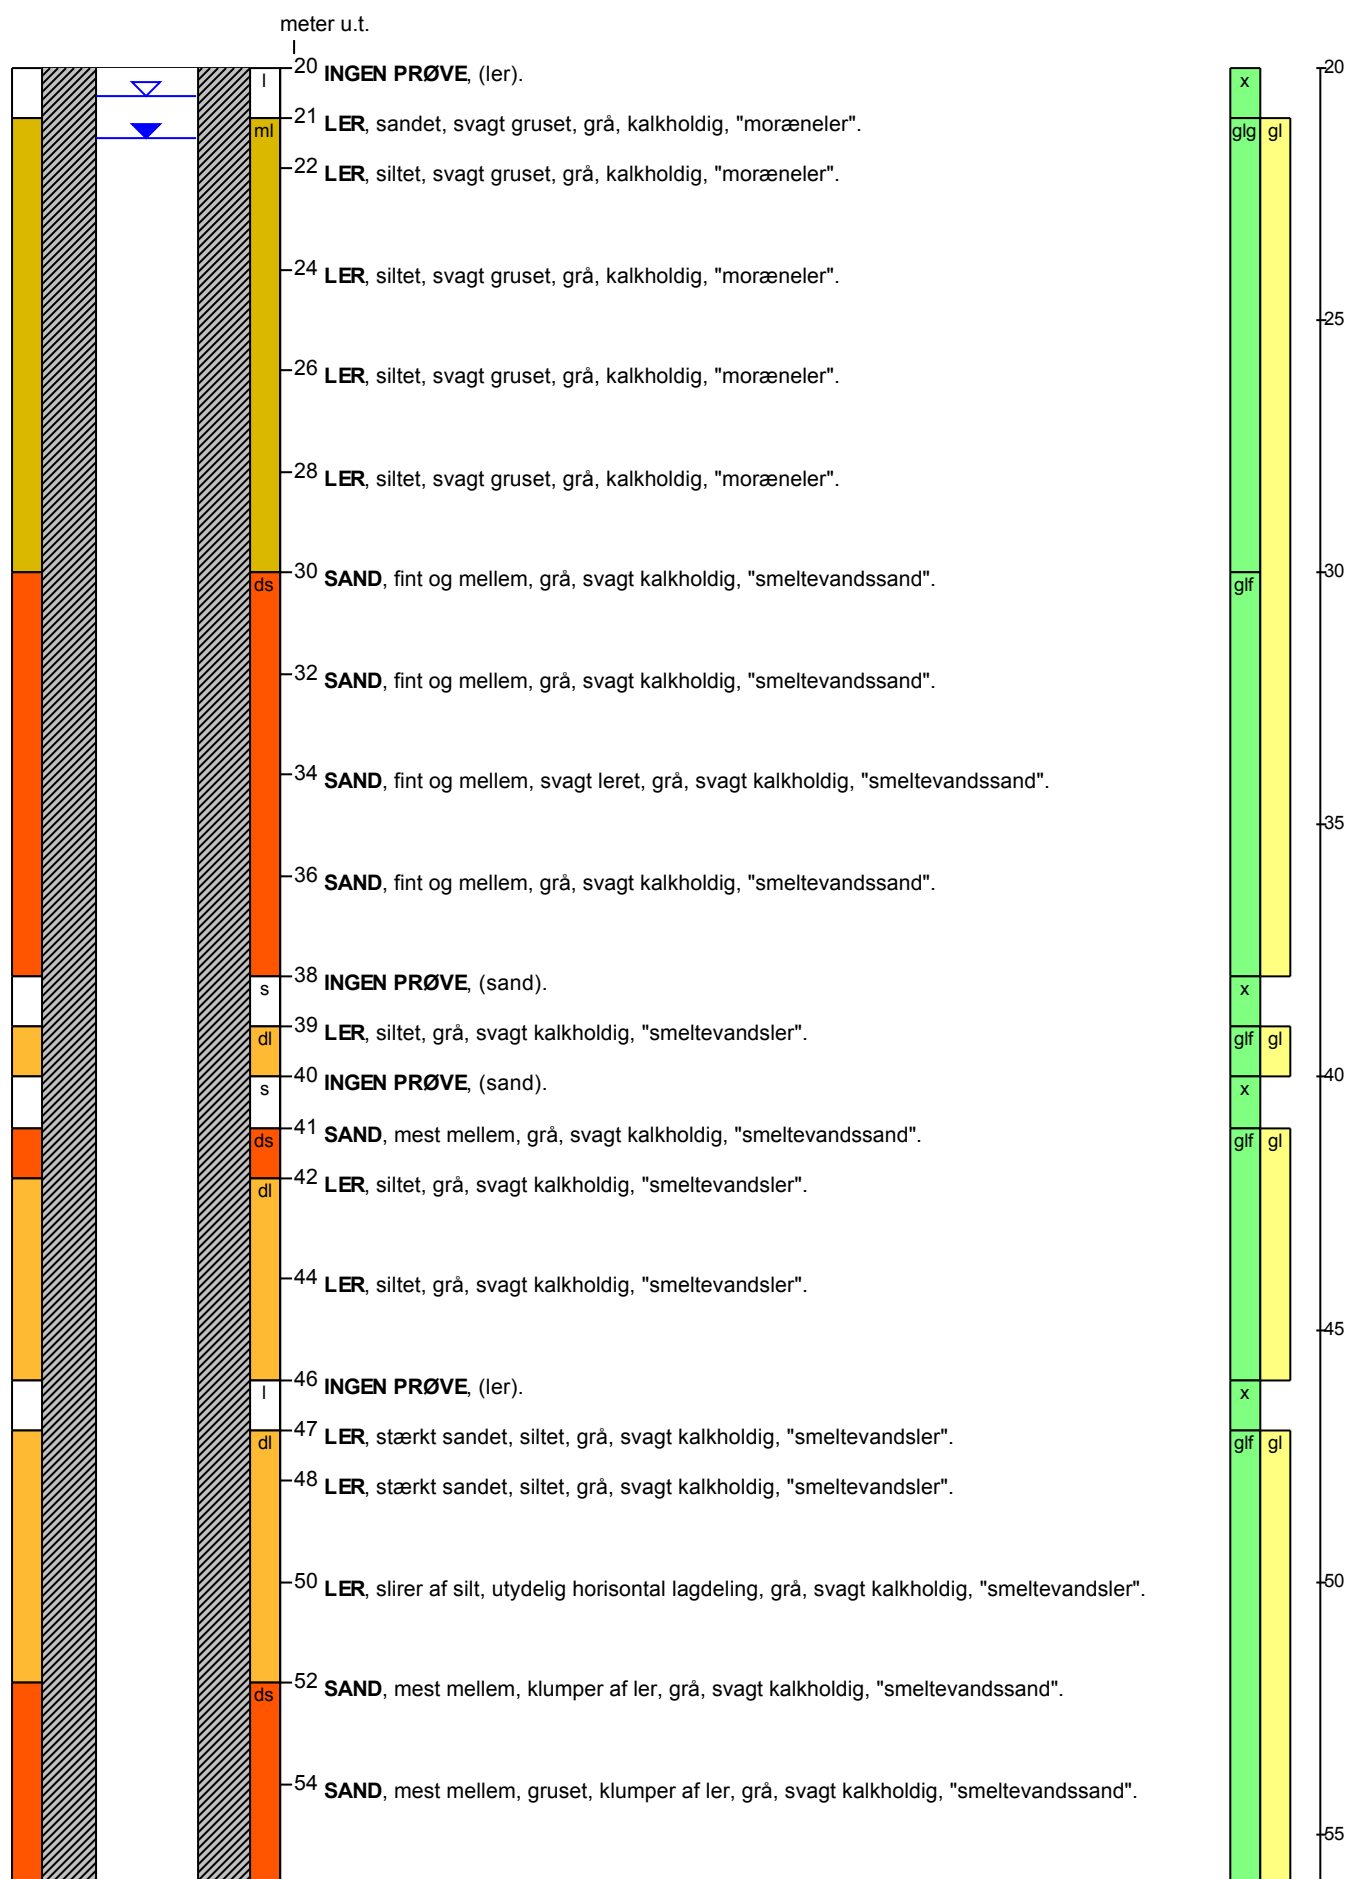 meter u.t.
20 INGEN PRØVE, (ler). l x 20
21 LER, sandet, svagt gruset, grå, kalkholdig, "moræneler". ml glg gl
22 LER, siltet, svagt gruset, grå, kalkholdig, "moræneler".
24 LER, siltet, svagt gruset, grå, kalkholdig, "moræneler".
25
26 LER, siltet, svagt gruset, grå, kalkholdig, "moræneler".
28 LER, siltet, svagt gruset, grå, kalkholdig, "moræneler".
30 SAND, fint og mellem, grå, svagt kalkholdig, "smeltevandssand". ds glf 30
32 SAND, fint og mellem, grå, svagt kalkholdig, "smeltevandssand".
34 SAND, fint og mellem, svagt leret, grå, svagt kalkholdig, "smeltevandssand".
35
36 SAND, fint og mellem, grå, svagt kalkholdig, "smeltevandssand".
38 INGEN PRØVE, (sand). s x
39 LER, siltet, grå, svagt kalkholdig, "smeltevandsler". dl glf gl
40 INGEN PRØVE, (sand). s x 40
41 SAND, mest mellem, grå, svagt kalkholdig, "smeltevandssand". ds glf gl
42 LER, siltet, grå, svagt kalkholdig, "smeltevandsler". dl
44 LER, siltet, grå, svagt kalkholdig, "smeltevandsler".
45
46 INGEN PRØVE, (ler). l x
47 LER, stærkt sandet, siltet, grå, svagt kalkholdig, "smeltevandsler". dl glf gl
48 LER, stærkt sandet, siltet, grå, svagt kalkholdig, "smeltevandsler".
50 LER, slirer af silt, utydelig horisontal lagdeling, grå, svagt kalkholdig, "smeltevandsler". 50
52 SAND, mest mellem, klumper af ler, grå, svagt kalkholdig, "smeltevandssand". ds
54 SAND, mest mellem, gruset, klumper af ler, grå, svagt kalkholdig, "smeltevandssand".
55